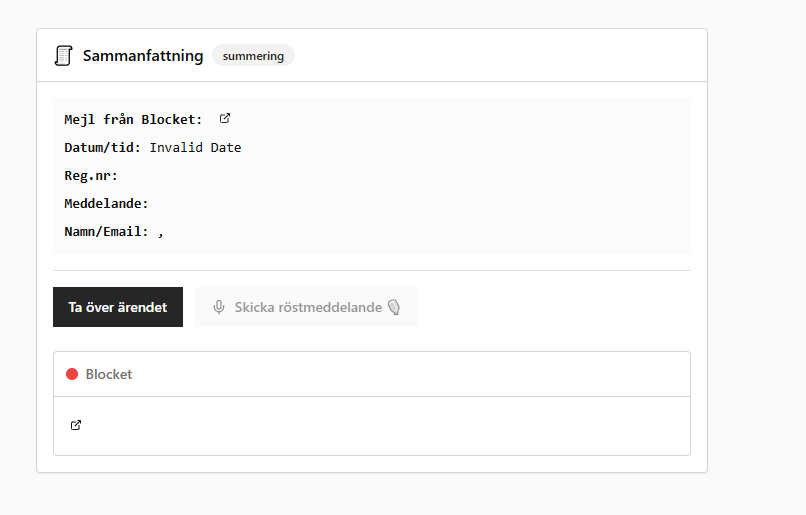 Sammanfattning summering
Mejl från Blocket:
Datum/tid: Invalid Date
Reg.nr:
Meddelande:
Namn/Email: ,
Ta över ärendet Skicka röstmeddelande
Blocket